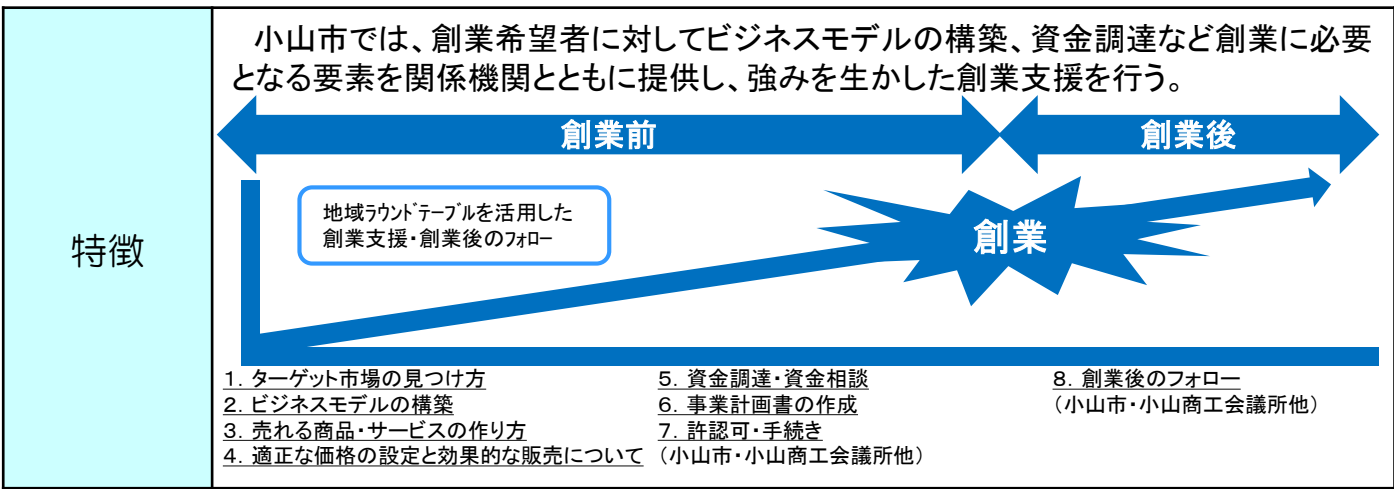 特徴
小山市では、創業希望者に対してビジネスモデルの構築、資金調達など創業に必要
となる要素を関係機関とともに提供し、強みを生かした創業支援を行う。
創業前
創業後
地域ﾗｳﾝﾄﾞﾃｰﾌﾞﾙを活用した
創業支援・創業後のﾌｫﾛｰ
創業
1．ターゲット市場の見つけ方
2．ビジネスモデルの構築
3．売れる商品・サービスの作り方
4．適正な価格の設定と効果的な販売について
5．資金調達・資金相談
6．事業計画書の作成
7．許認可・手続き
（小山市・小山商工会議所他）
8．創業後のフォロー
（小山市・小山商工会議所他）